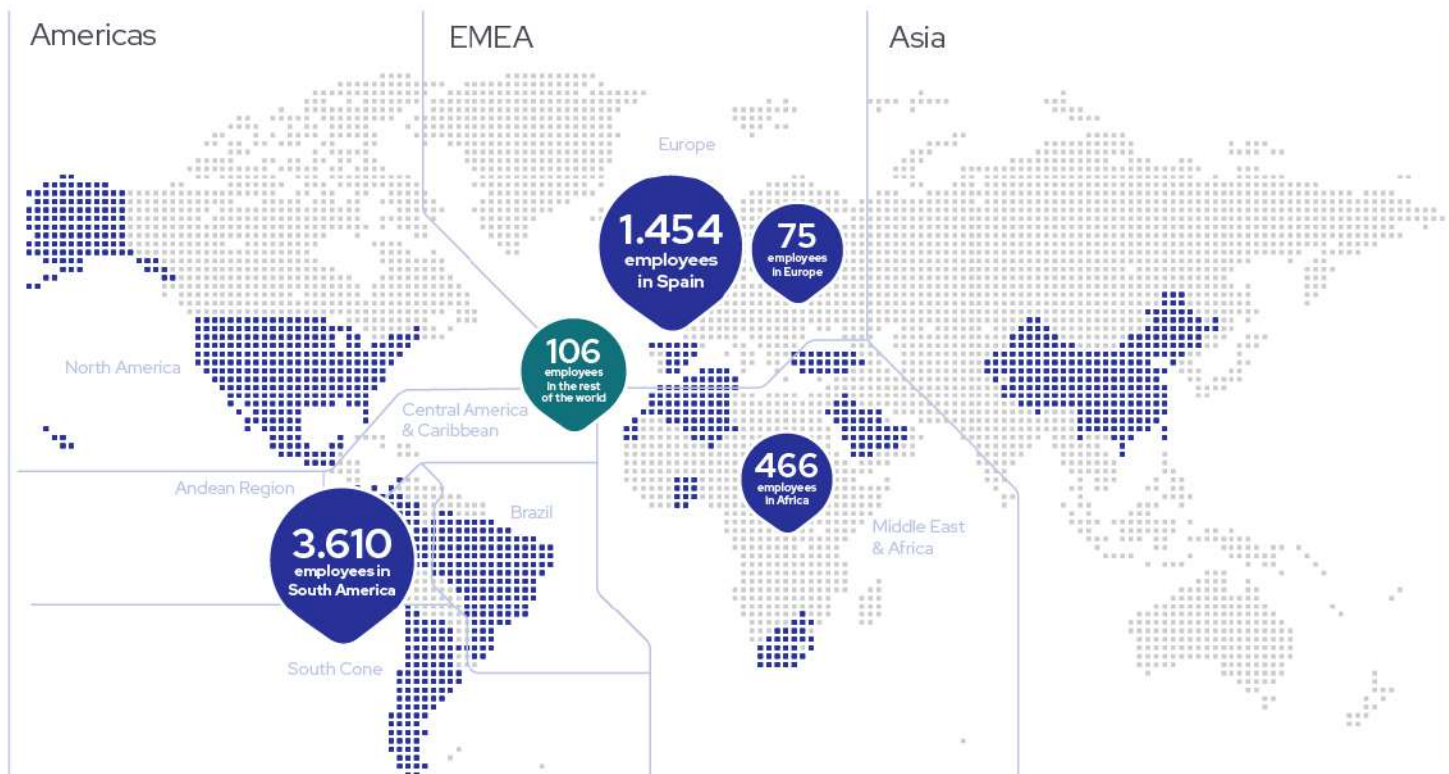 Americas
EMEA
Asia
Europe
1.454
employees
in Spain
75
employees
in Europe
North America
106
employees
in the rest
of the world
Central America
& Caribbean
466
employees
in Africa
Andean Region
Brazil
Middle East
& Africa
3.610
employees in
South America
South Cone